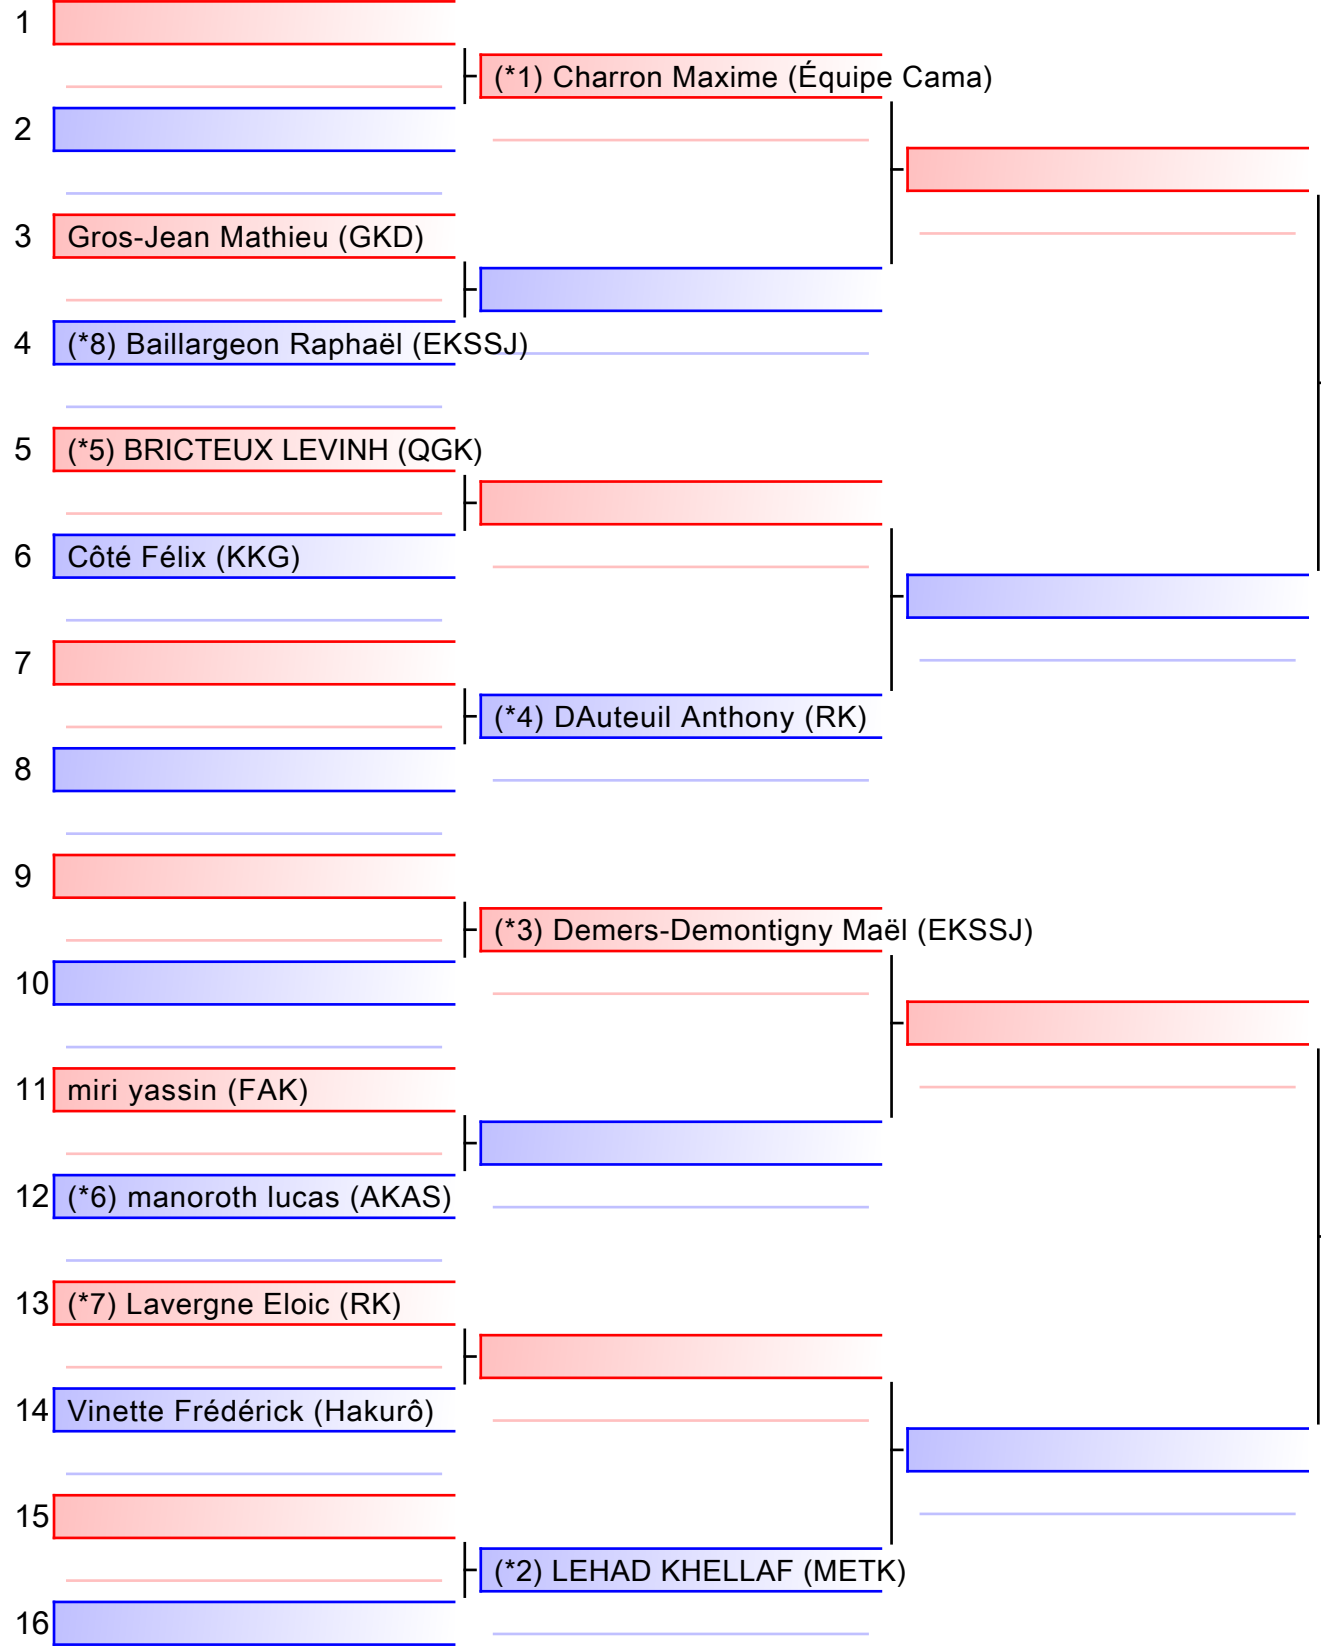 1
(*1) Charron Maxime (Équipe Cama)
2
3 Gros-Jean Mathieu (GKD)
4 (*8) Baillargeon Raphaël (EKSSJ)
5 (*5) BRICTEUX LEVINH (QGK)
6 Côté Félix (KKG)
7
(*4) DAuteuil Anthony (RK)
8
9
(*3) Demers-Demontigny Maël (EKSSJ)
10
11 miri yassin (FAK)
12 (*6) manoroth lucas (AKAS)
13 (*7) Lavergne Eloic (RK)
14 Vinette Frédérick (Hakurô)
15
(*2) LEHAD KHELLAF (METK)
16